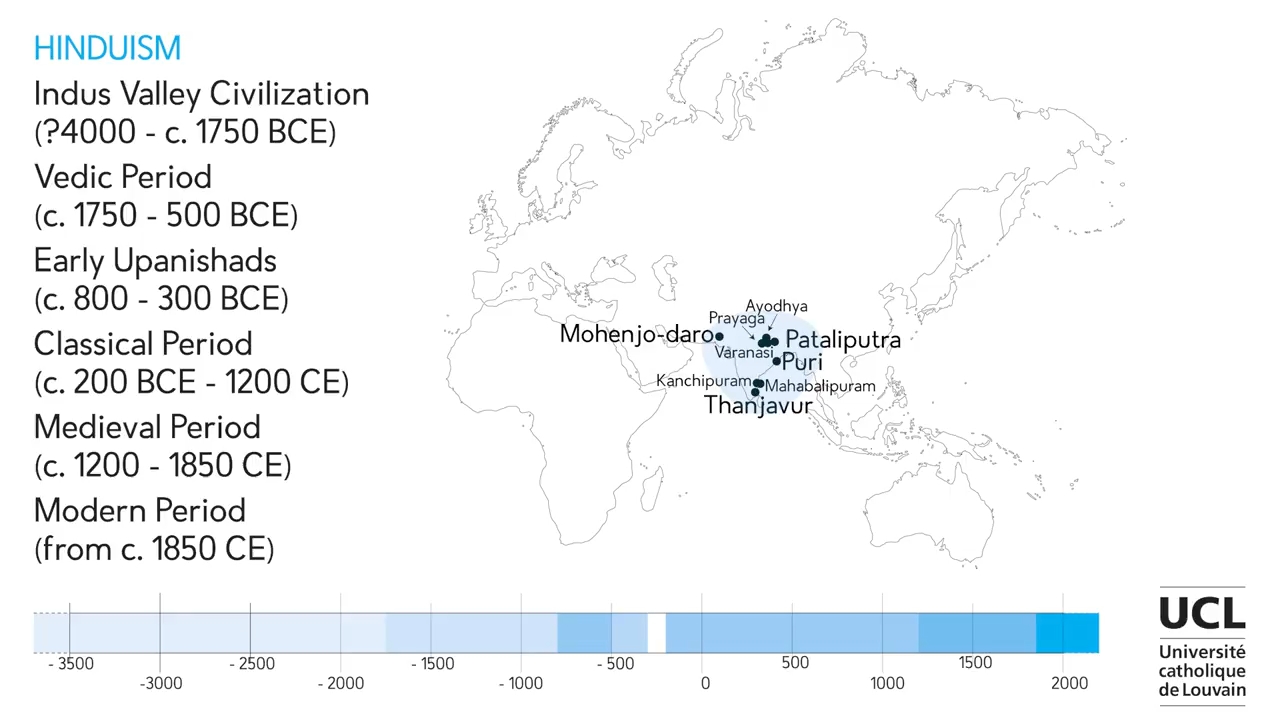 HINDUISM
Indus Valley Civilization
(?4000 - c. 1750 BCE)
Vedic Period
(c. 1750 - 500 BCE)
Early Upanishads
(c. 800 - 300 BCE)
Classical Period
(c. 200 BCE - 1200 CE)
Medieval Period
(c. 1200 - 1850 CE)
Modern Period
(from c. 1850 CE)
Ayodhya
Prayaga
Mohenjo-daro
Pataliputra
Varanasi
Puri
Kanchipuram
Mahabalipuram
Thanjavur
- 3500
-3000
- 2500
- 2000
- 1500
- 1000
- 500
0
500
1000
1500
2000
UCL
Université
catholique
de Louvain